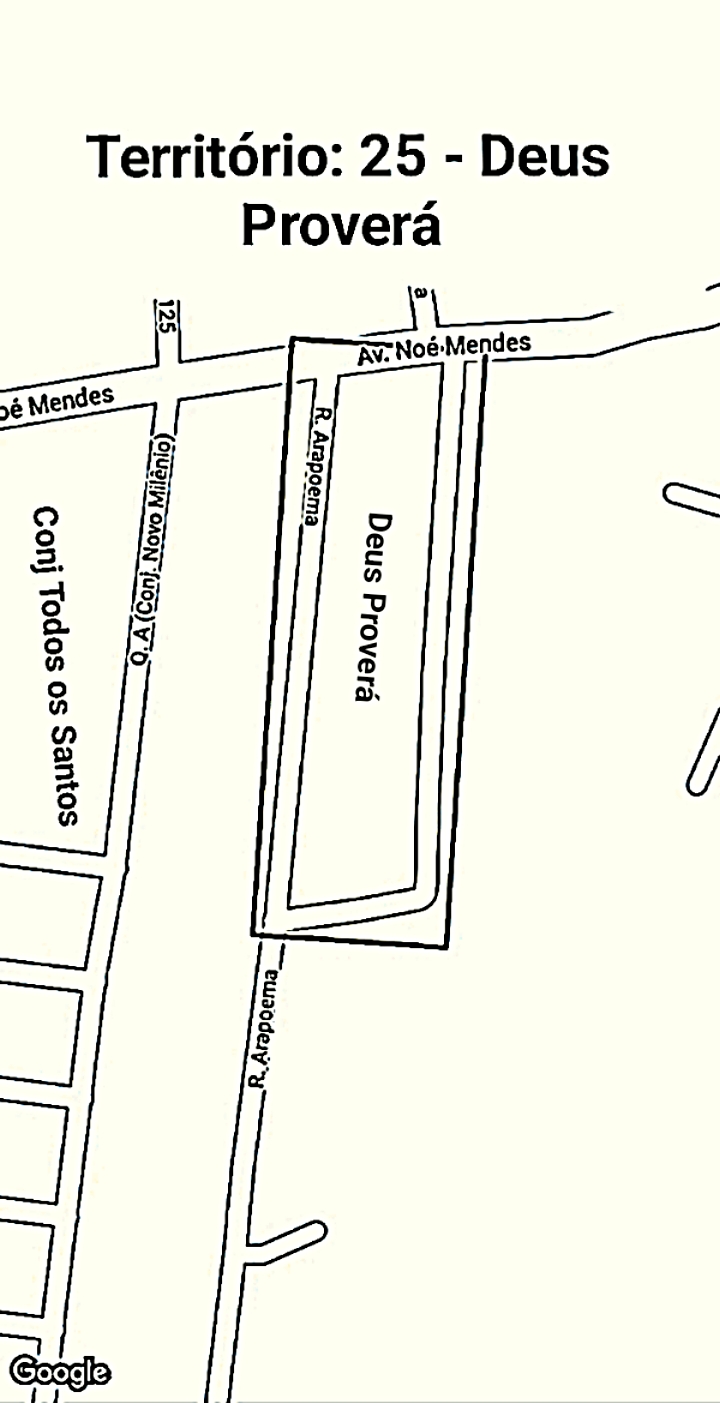 Território: 25 - Deus
Proverá
a
125
Av. Noé Mendes
oé Mendes
R. Arapoema
Q. A (Conj. Novo Milênio)
Conj Todos os Santos
Deus Proverá
R. Arapoema
Google